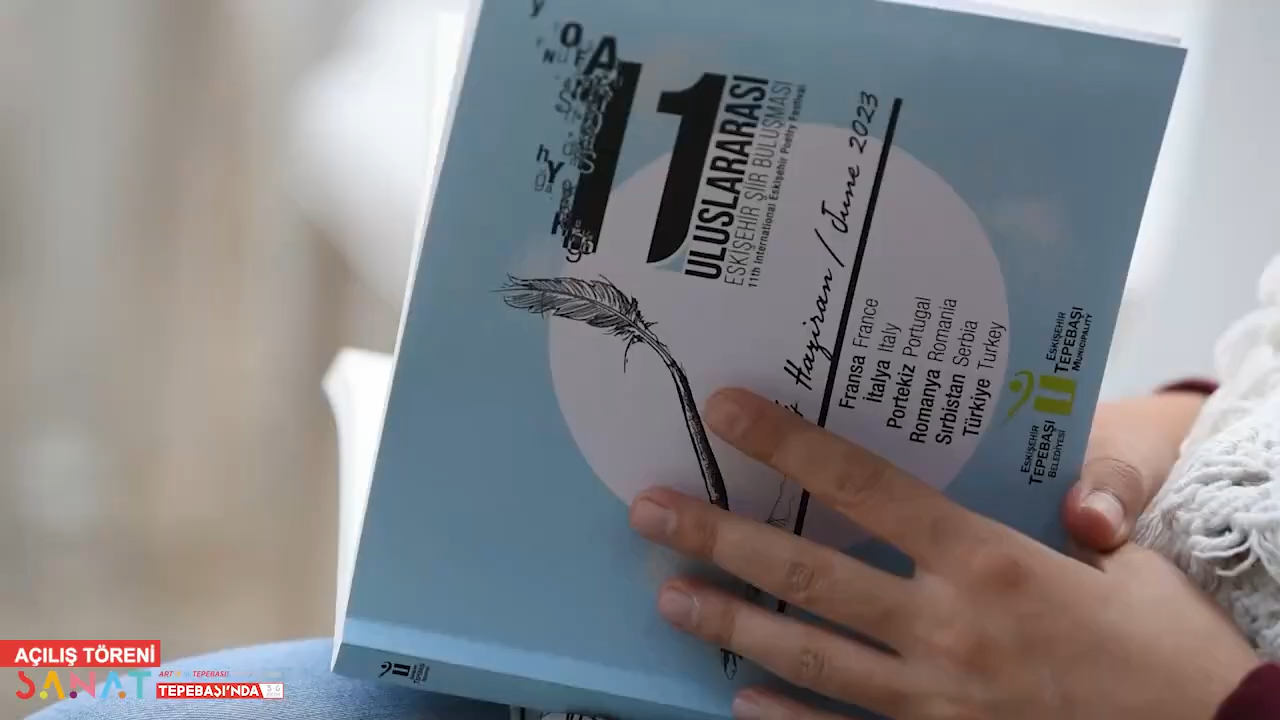 11
ULUSLARARASI
ESKİŞEHİR ŞİİR BULUŞMASI
11th International Eskişehir Poetry Festival
Haziran / June 2023
Fransa France
İtalya Italy
Portekiz Portugal
Romanya Romania
Sırbistan Serbia
Türkiye Turkey
ESKİŞEHİR
TEPEBAŞI
BELEDİYESİ
ESKİŞEHİR
TEPEBAŞI
MUNICIPALITY
AÇILIŞ TÖRENİ
SANAT
TEPEBAŞI'NDA